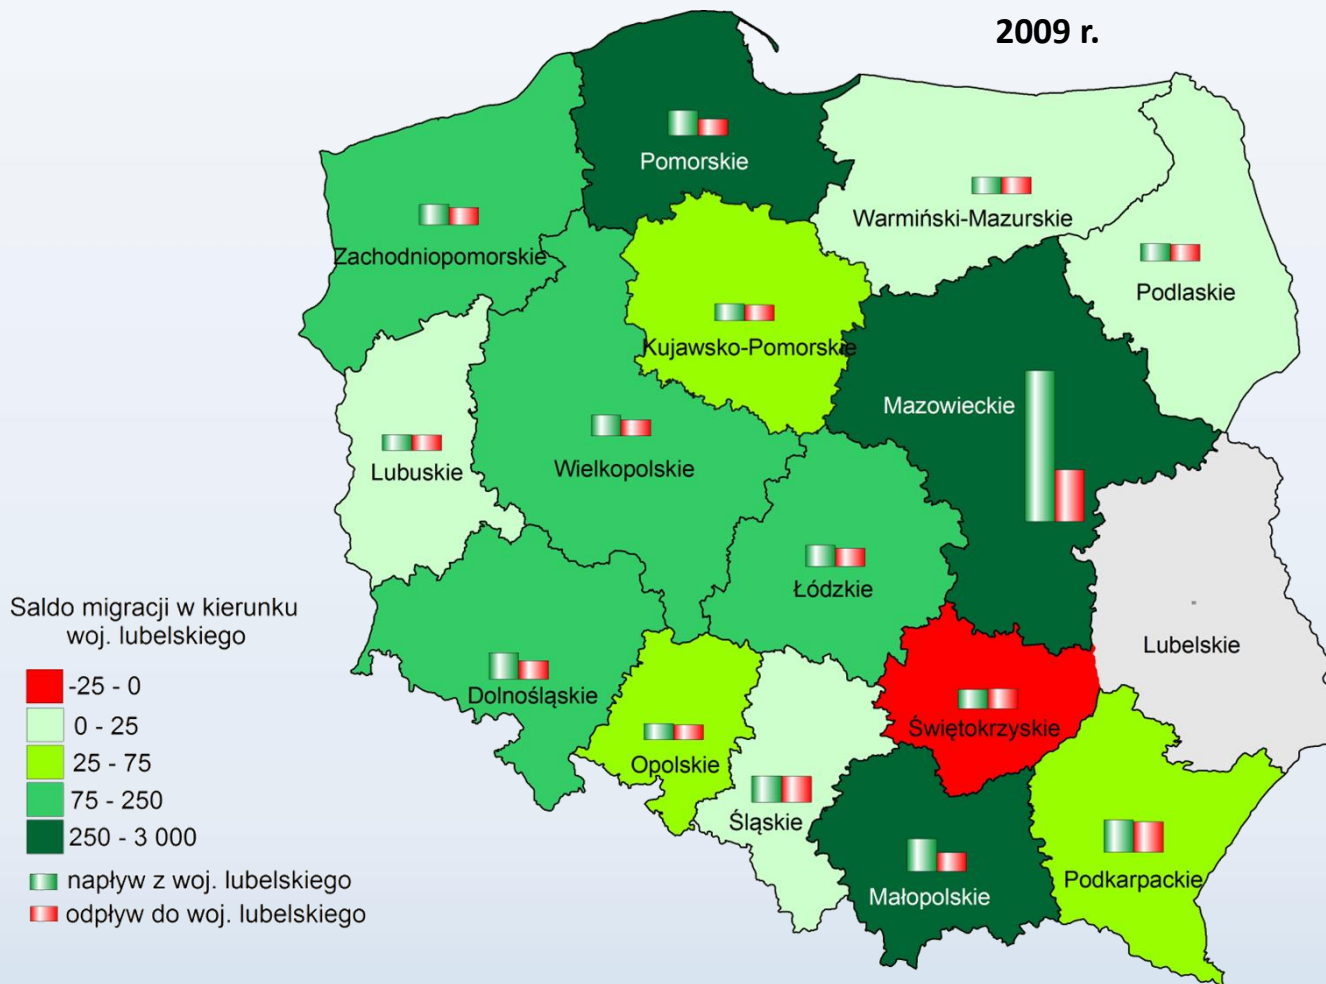 2009 r.
Pomorskie
Warmiński-Mazurskie
Zachodniopomorskie
Podlaskie
Kujawsko-Pomorskie
Mazowieckie
Lubuskie
Wielkopolskie
Łódzkie
Lubelskie
Dolnośląskie
Świętokrzyskie
Opolskie
Śląskie
Małopolskie
Podkarpackie
Saldo migracji w kierunku
woj. lubelskiego
-25 - 0
0 - 25
25 - 75
75 - 250
250 - 3 000
napływ z woj. lubelskiego
odpływ do woj. lubelskiego